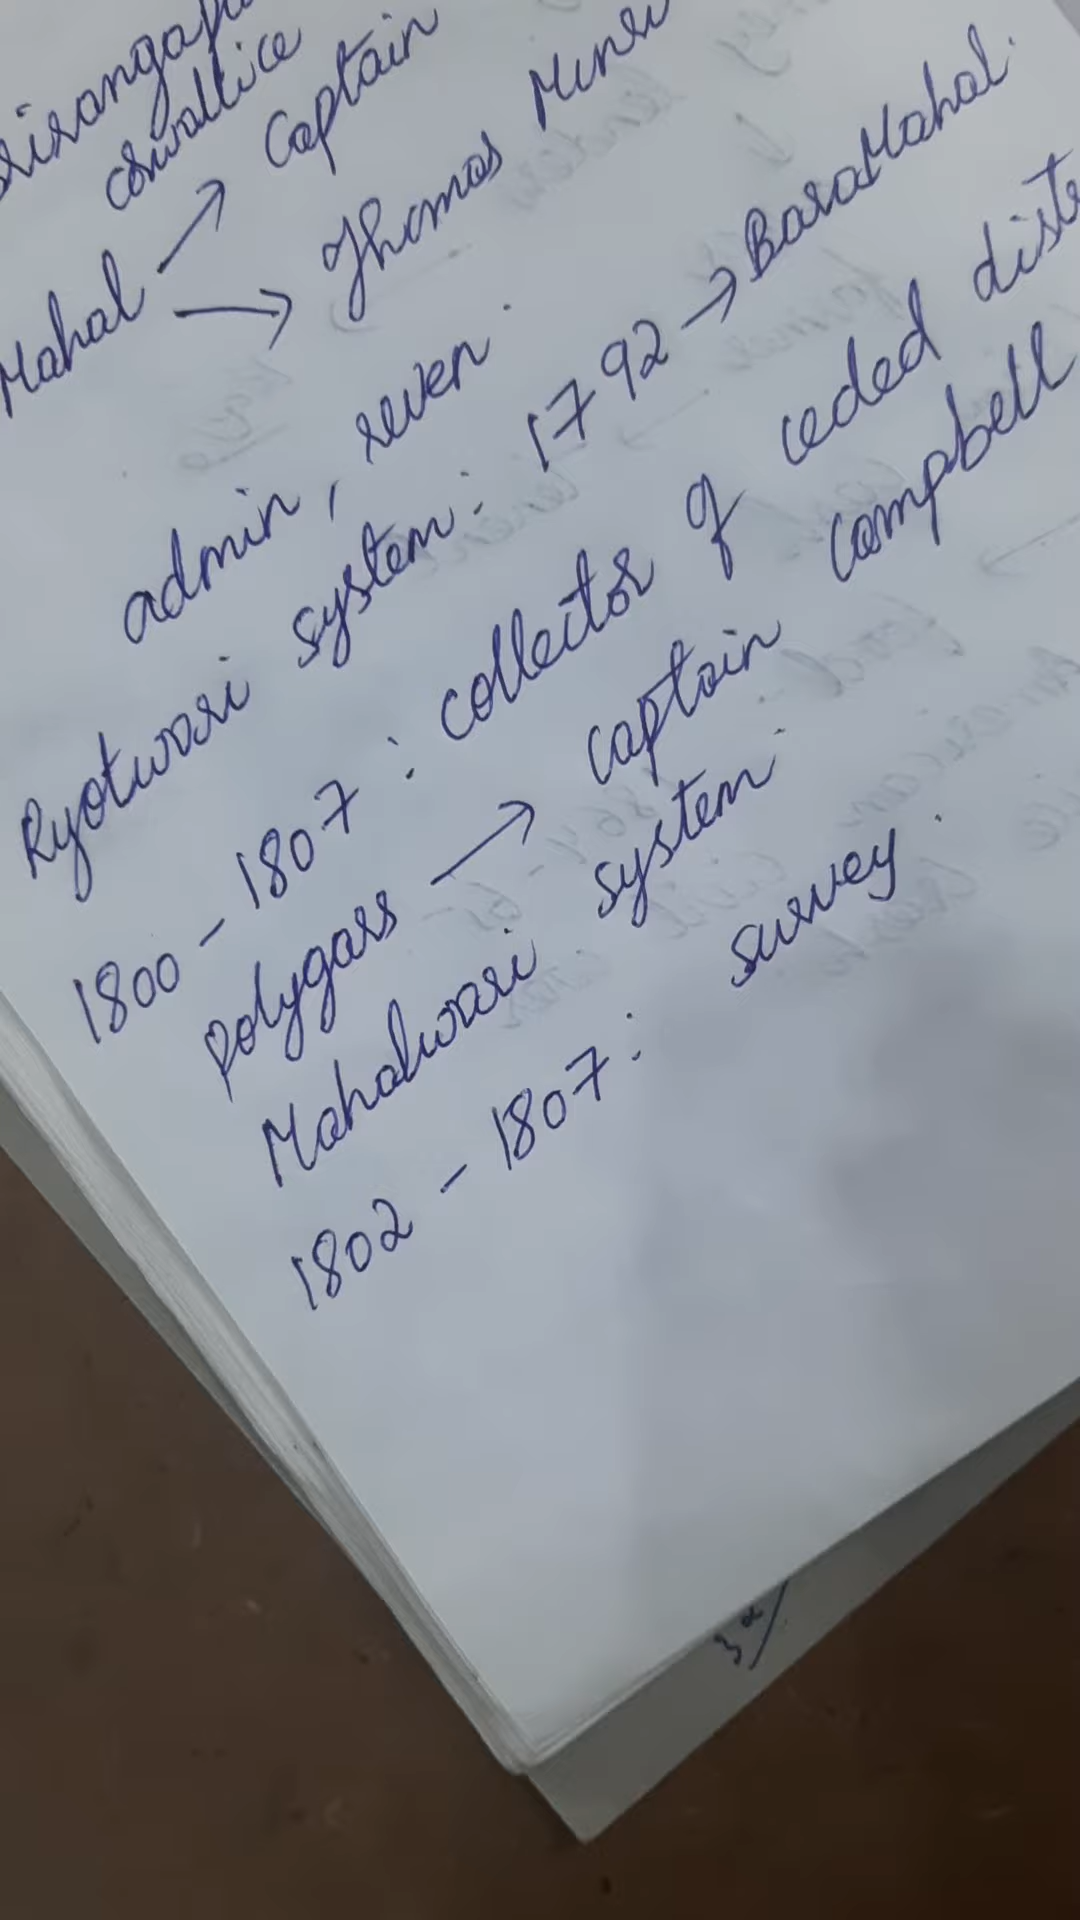 cornwallice
Mahal → Captain
→ Thomas
admin, reven.
Ryotwari system: 1792 → BaraMahal.
1800 - 1807 : collector of ceded
polygars → Captain Campbell
Mahalwari system
1802 - 1807: survey.